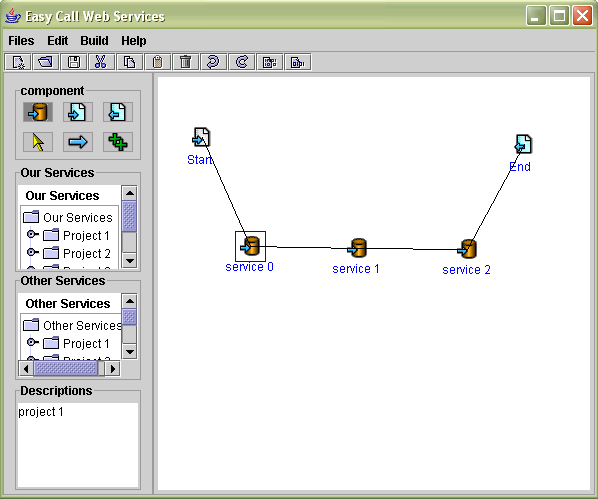 Easy Call Web Services
Files Edit Build Help
component
Our Services
Our Services
Our Services
Project 1
Project 2
Other Services
Other Services
Other Services
Project 1
Descriptions
project 1
Start
End
service 0
service 1
service 2